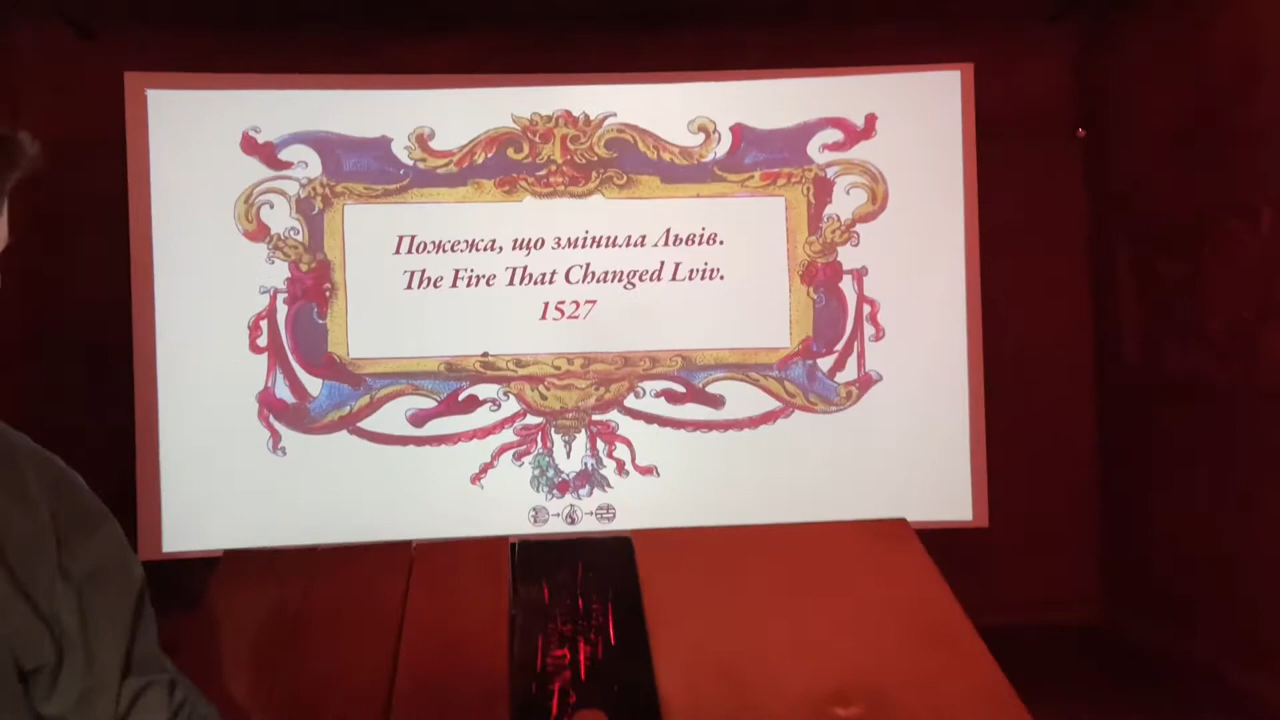 Пожежа, що змінила Львів.
The Fire That Changed Lviv.
1527